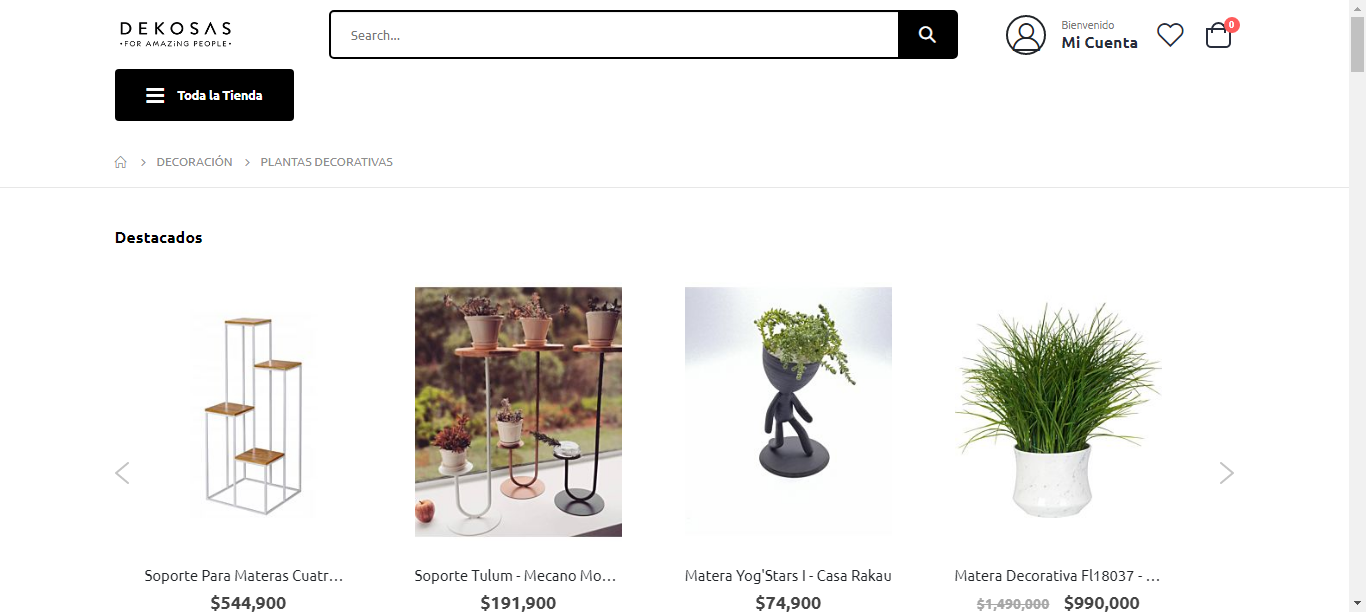 DEKOSAS
•FOR AMAZING PEOPLE•
Search...
Bienvenido
Mi Cuenta
0
Toda la Tienda
DECORACIÓN
PLANTAS DECORATIVAS
Destacados
Soporte Para Materas Cuatr...
$544,900
Soporte Tulum - Mecano Mo...
$191,900
Matera Yog'Stars I - Casa Rakau
$74,900
Matera Decorativa Fl18037 - ...
$1,490,000 $990,000